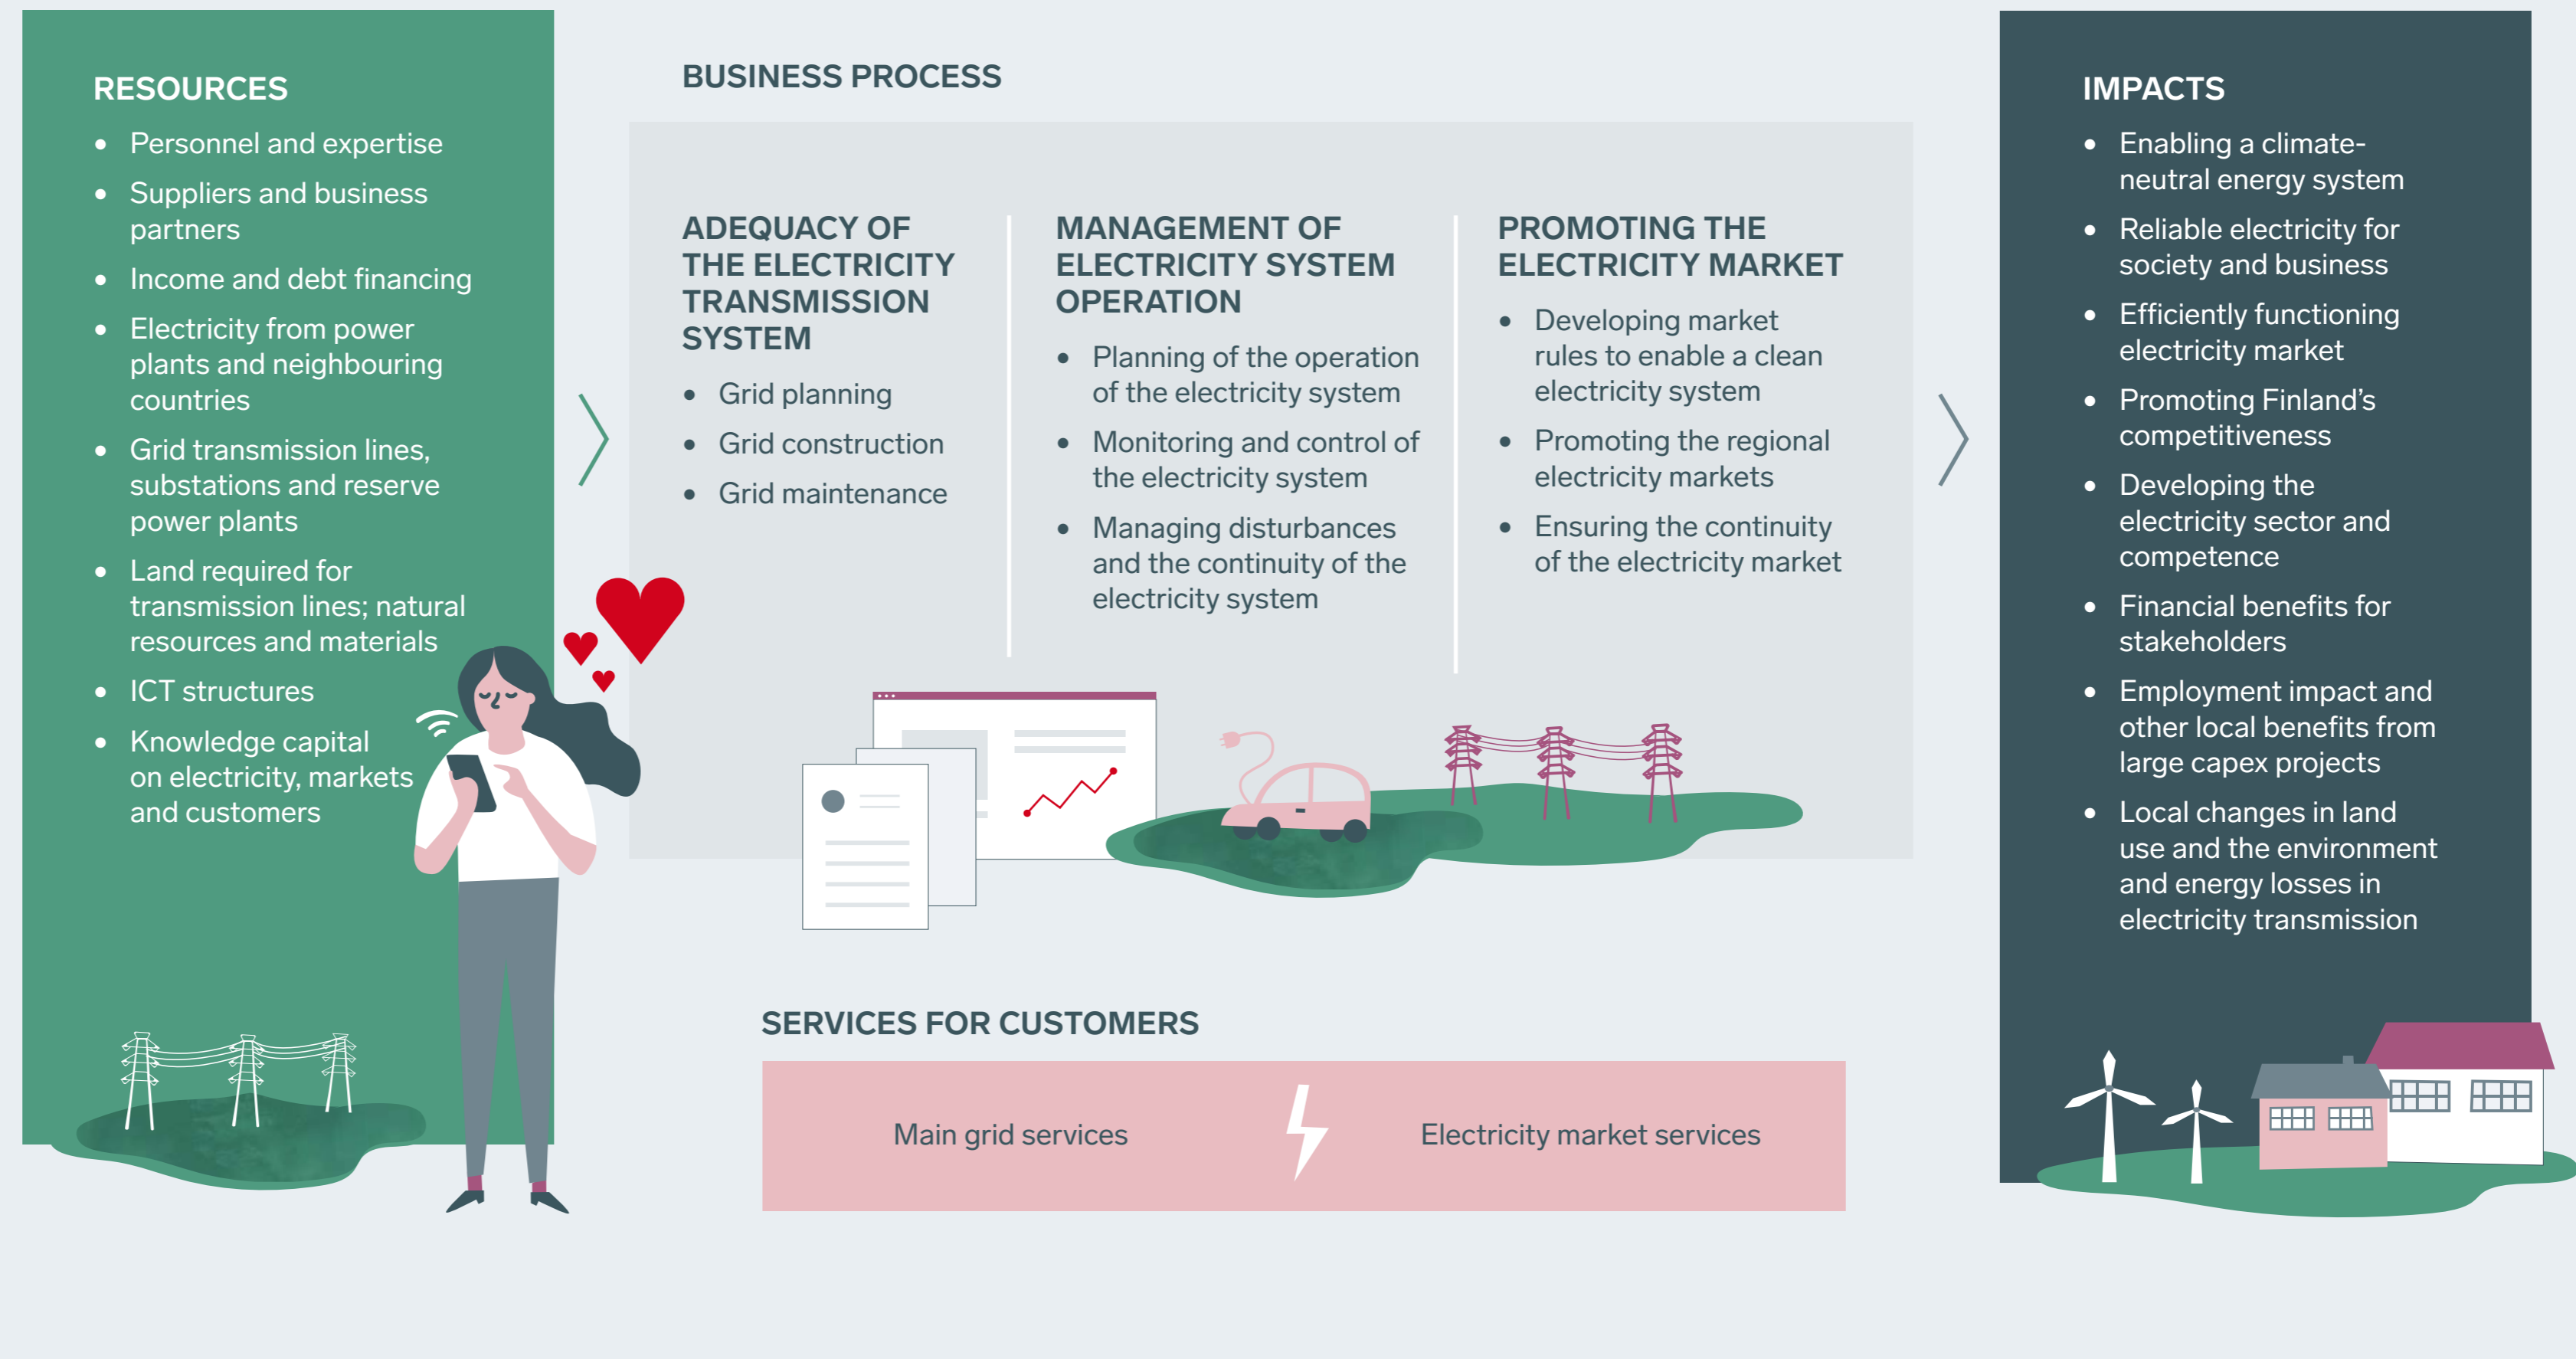 RESOURCES
• Personnel and expertise
• Suppliers and business
partners
• Income and debt financing
• Electricity from power
plants and neighbouring
countries
• Grid transmission lines,
substations and reserve
power plants
• Land required for
transmission lines; natural
resources and materials
• ICT structures
• Knowledge capital
on electricity, markets
and customers
BUSINESS PROCESS
ADEQUACY OF
THE ELECTRICITY
TRANSMISSION
SYSTEM
• Grid planning
• Grid construction
• Grid maintenance
MANAGEMENT OF
ELECTRICITY SYSTEM
OPERATION
• Planning of the operation
of the electricity system
• Monitoring and control of
the electricity system
• Managing disturbances
and the continuity of the
electricity system
PROMOTING THE
ELECTRICITY MARKET
• Developing market
rules to enable a clean
electricity system
• Promoting the regional
electricity markets
• Ensuring the continuity
of the electricity market
SERVICES FOR CUSTOMERS
Main grid services
Electricity market services
IMPACTS
• Enabling a climate-
neutral energy system
• Reliable electricity for
society and business
• Efficiently functioning
electricity market
• Promoting Finland’s
competitiveness
• Developing the
electricity sector and
competence
• Financial benefits for
stakeholders
• Employment impact and
other local benefits from
large capex projects
• Local changes in land
use and the environment
and energy losses in
electricity transmission